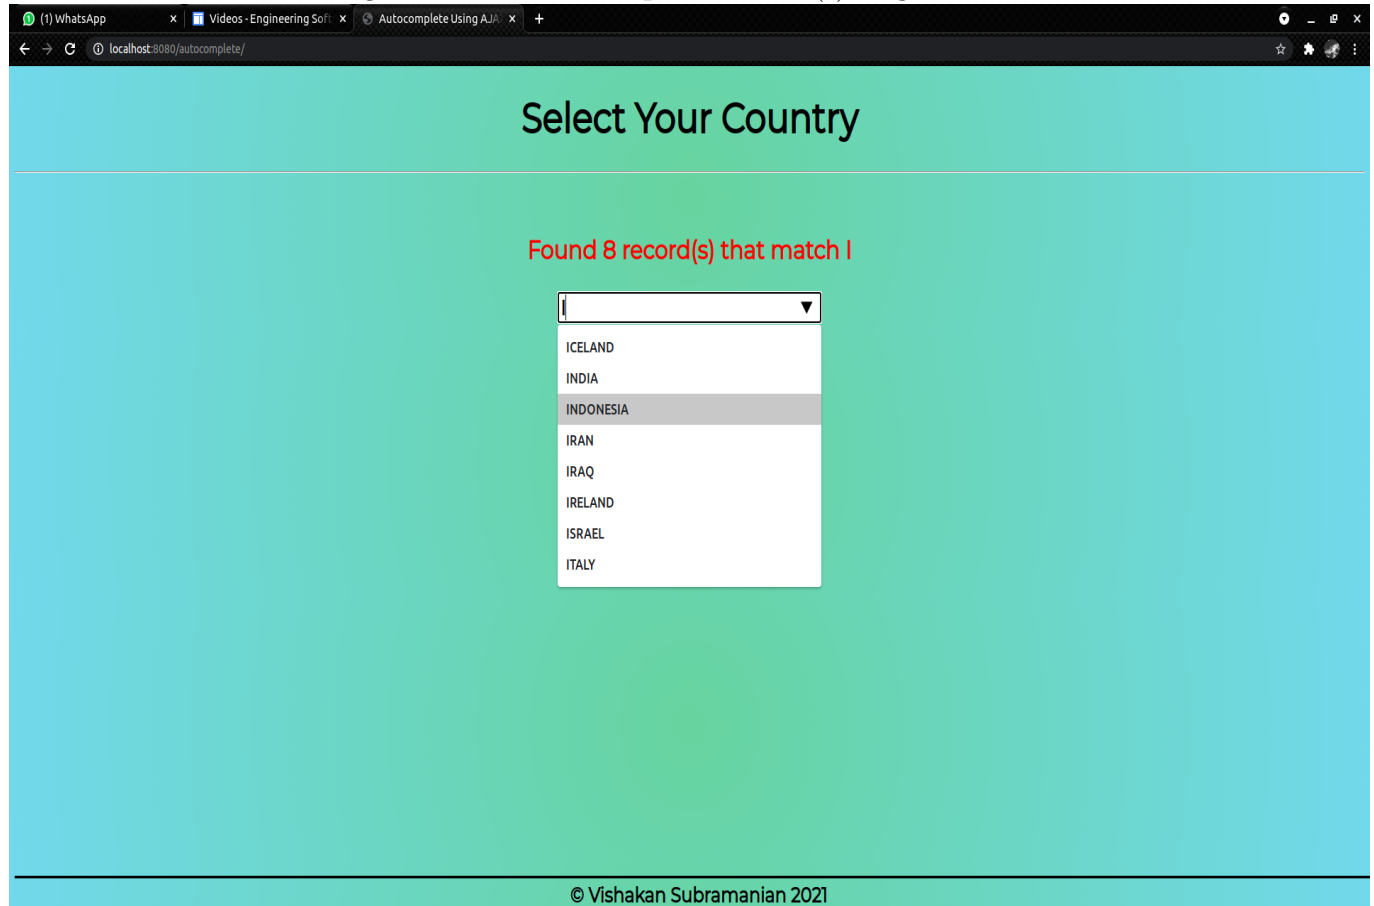 (1) WhatsApp
Videos - Engineering Soft
Autocomplete Using AJA
localhost:8080/autocomplete/
Select Your Country
Found 8 record(s) that match I
I
ICELAND
INDIA
INDONESIA
IRAN
IRAQ
IRELAND
ISRAEL
ITALY
© Vishakan Subramanian 2021